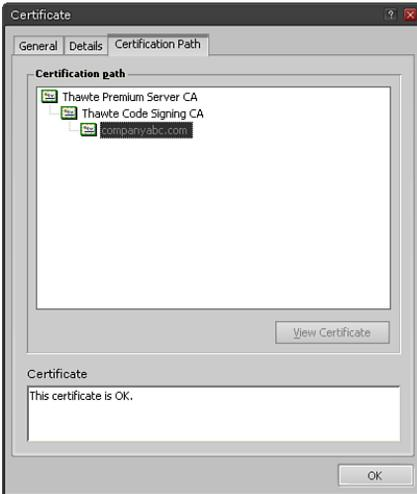 Certificate
General Details Certification Path
Certification path
Thawte Premium Server CA
Thawte Code Signing CA
companyabc.com
View Certificate
Certificate
This certificate is OK.
OK